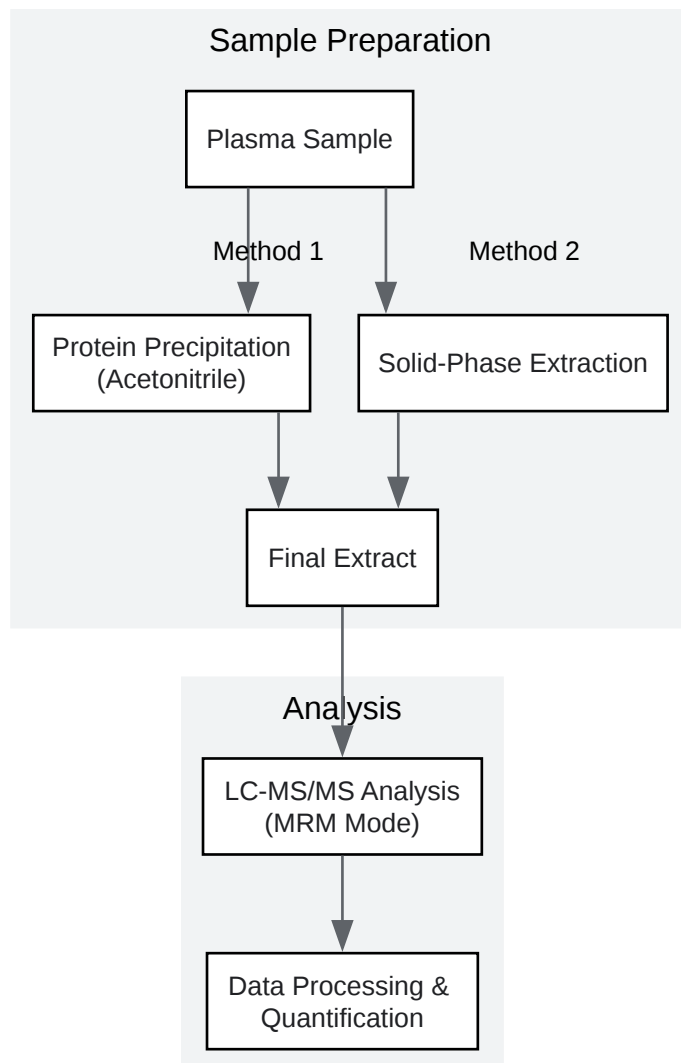 Sample Preparation
Plasma Sample
Method 1
Method 2
Protein Precipitation
(Acetonitrile)
Solid-Phase Extraction
Final Extract
Analysis
LC-MS/MS Analysis
(MRM Mode)
Data Processing &
Quantification